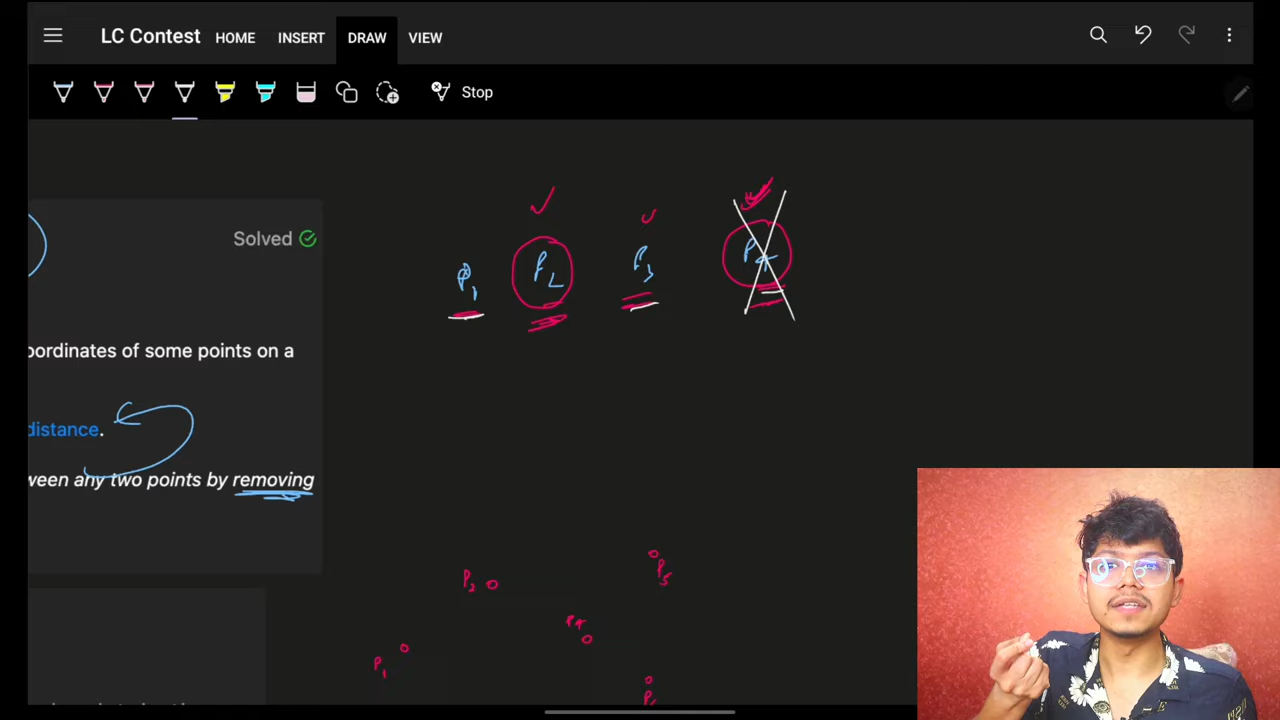 LC Contest HOME INSERT DRAW VIEW
Stop
Solved
P1 P2 P3 P4
oordinates of some points on a
distance.
ween any two points by removing
P5
P2
P4
P1